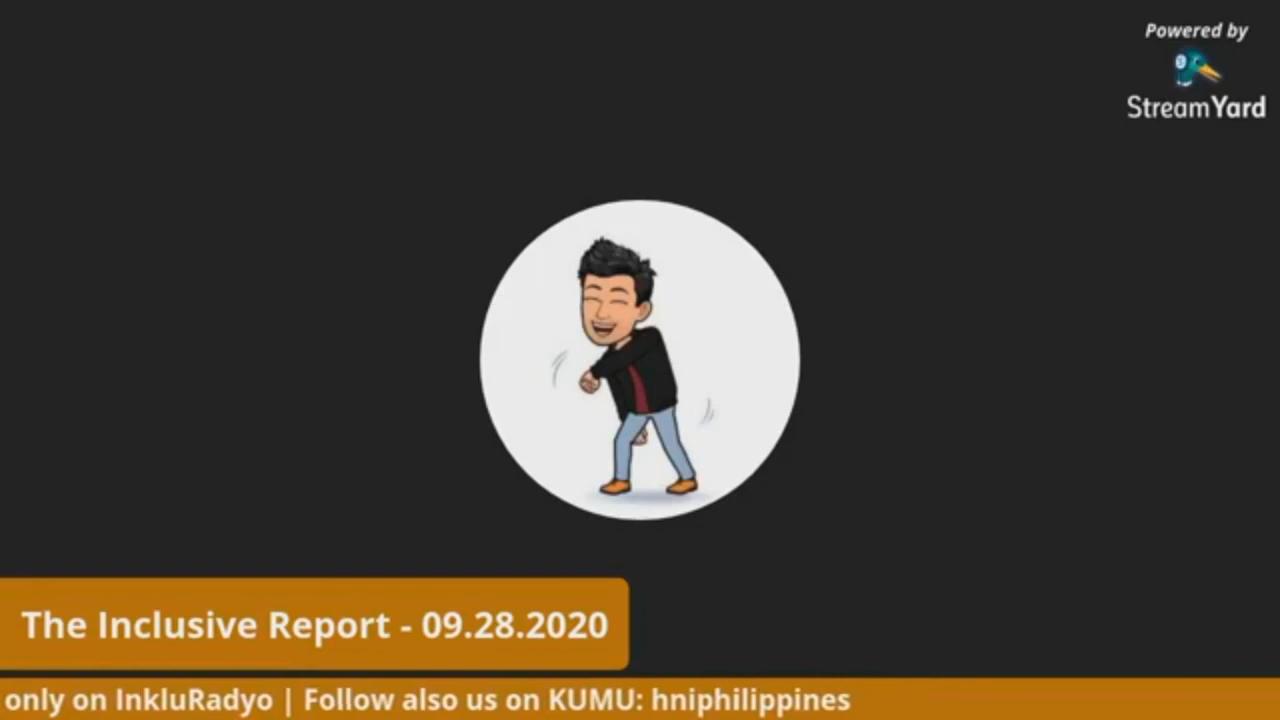 Powered by
StreamYard
The Inclusive Report - 09.28.2020
only on InkluRadyo | Follow also us on KUMU: hniphilippines